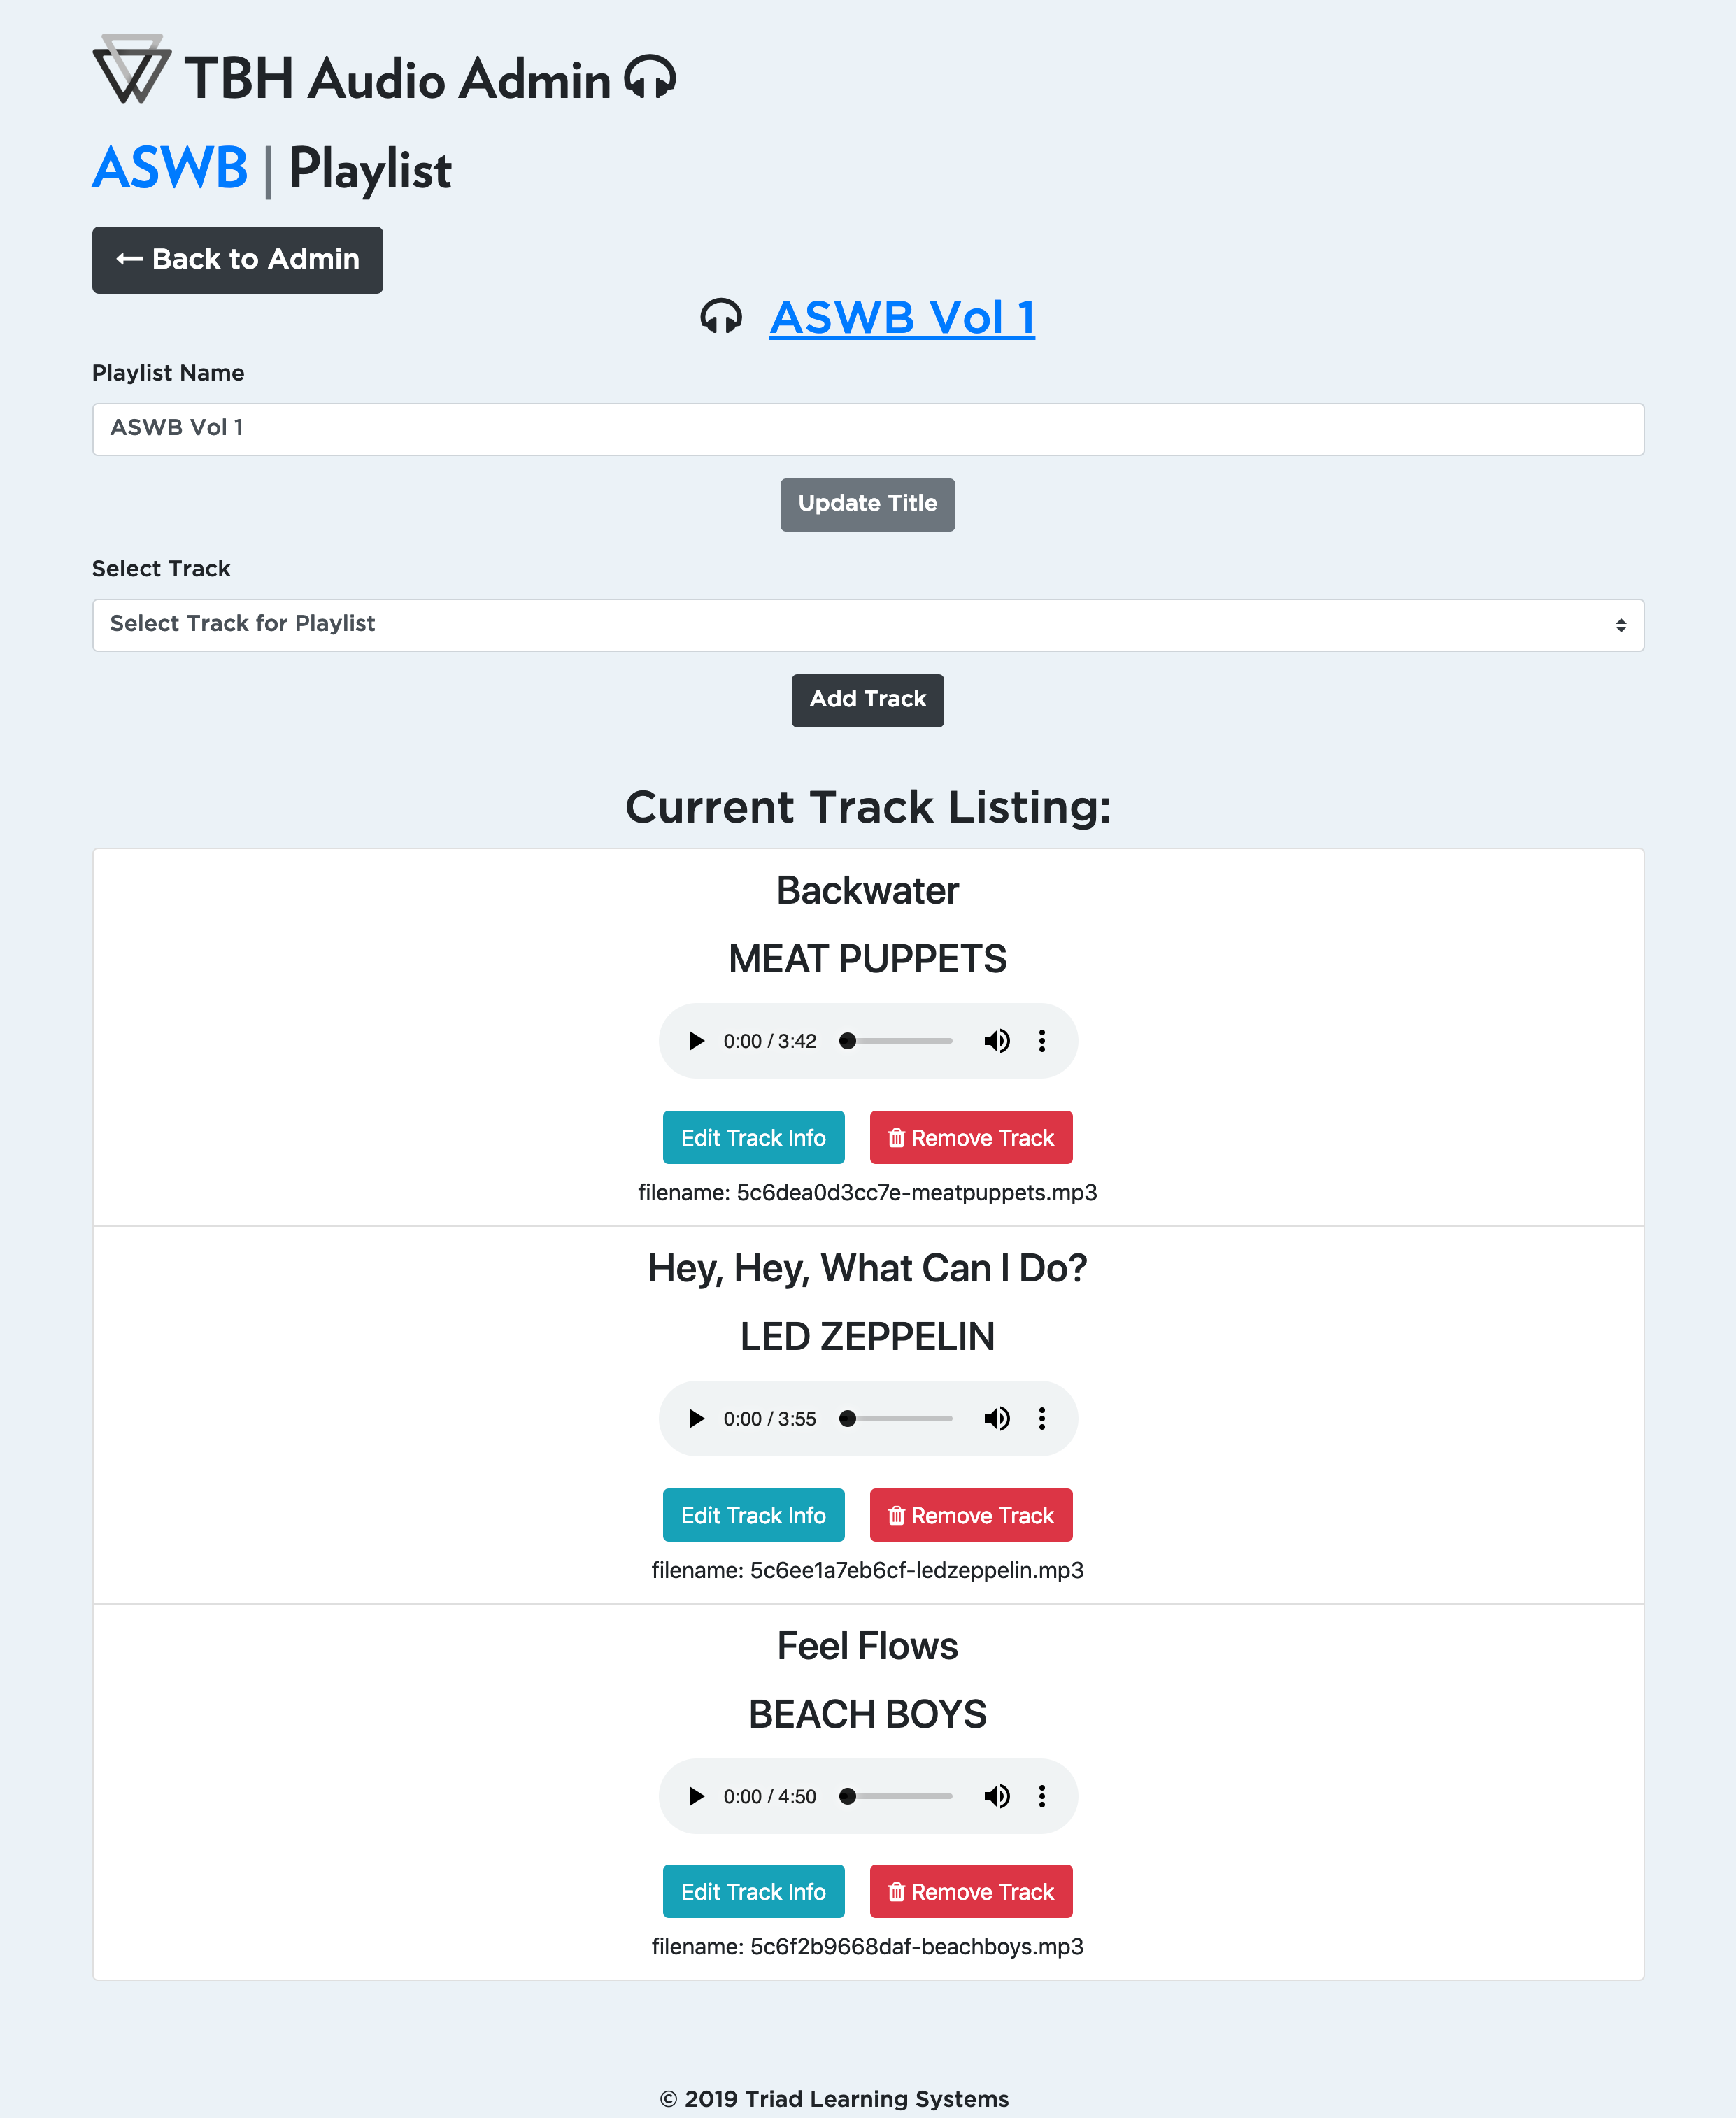 TBH Audio Admin
ASWB | Playlist
Back to Admin
ASWB Vol 1
Playlist Name
ASWB Vol 1
Update Title
Select Track
Select Track for Playlist
Add Track
Current Track Listing:
Backwater
MEAT PUPPETS
0:00 / 3:42
Edit Track Info Remove Track
filename: 5c6dea0d3cc7e-meatpuppets.mp3
Hey, Hey, What Can I Do?
LED ZEPPELIN
0:00 / 3:55
Edit Track Info Remove Track
filename: 5c6ee1a7eb6cf-ledzeppelin.mp3
Feel Flows
BEACH BOYS
0:00 / 4:50
Edit Track Info Remove Track
filename: 5c6f2b9668daf-beachboys.mp3
© 2019 Triad Learning Systems